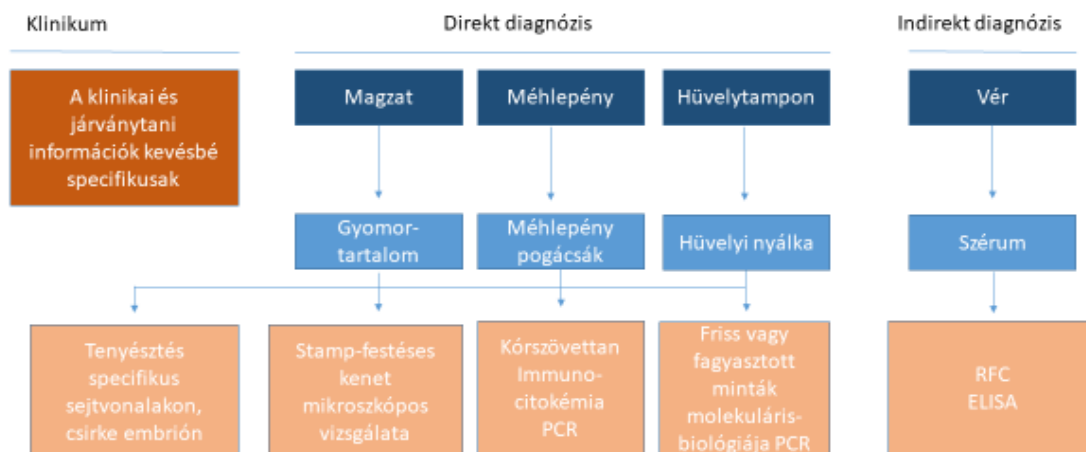 Klinikum
Direkt diagnózis
Indirekt diagnózis
A klinikai és
járványtani
információk kevésbé
specifikusak
Magzat
Méhlepény
Hüvelytampon
Vér
Gyomor-
tartalom
Méhlepény
pogácsák
Hüvelyi nyálka
Szérum
Tenyésztés
specifikus
sejtvonalakon,
csirke embrión
Stamp-festéses
kenet
mikroszkópos
vizsgálata
Kórszövettan
Immuno-
citokémia
PCR
Friss vagy
fagyasztott
minták
molekuláris-
biológiája PCR
RFC
ELISA